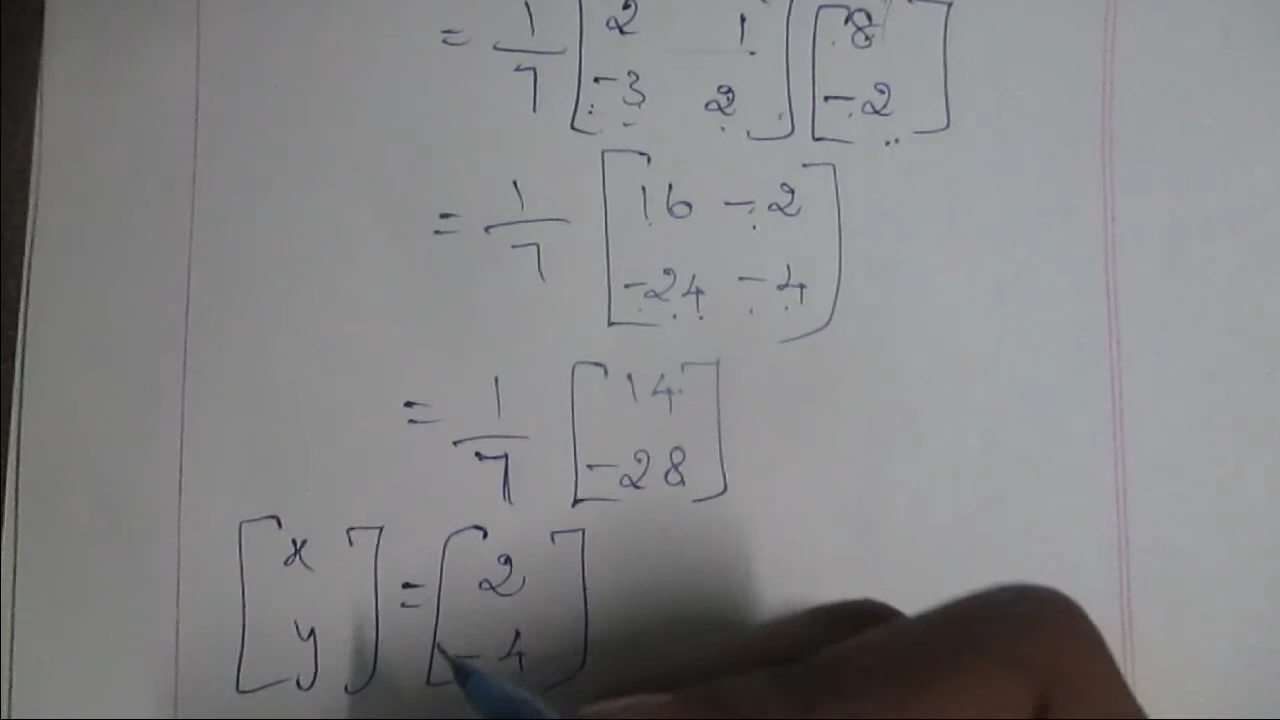 = 1/7 [2 1
-3 2] [8
-2]
= 1/7 [16 -2
-24 -4]
= 1/7 [14
-28]
[x
y] = [2
-4]